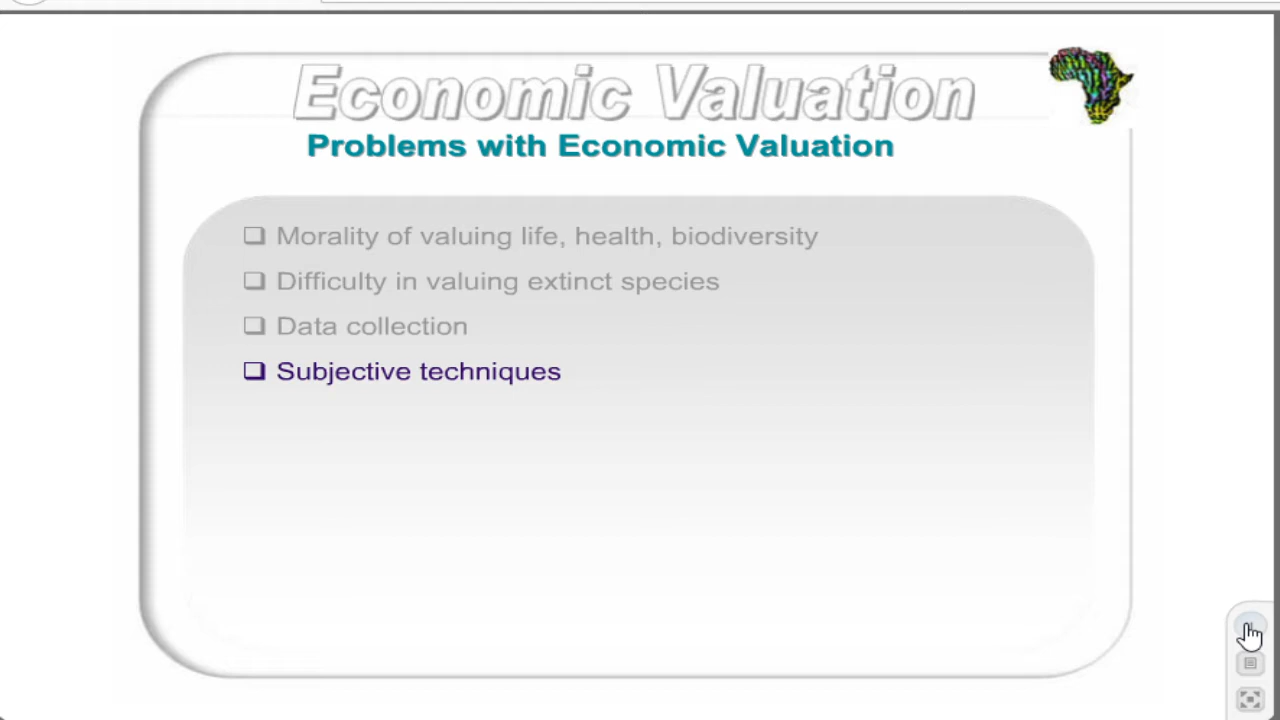 Economic Valuation
Problems with Economic Valuation
❑ Morality of valuing life, health, biodiversity
❑ Difficulty in valuing extinct species
❑ Data collection
❑ Subjective techniques